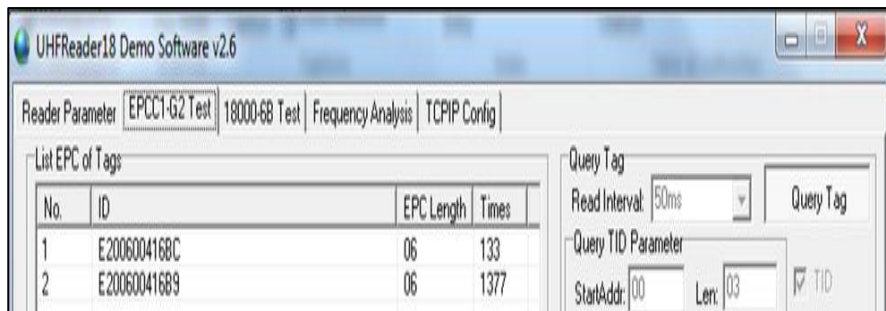 UHFReader18 Demo Software v2.6
Reader Parameter EPCC1-G2 Test 18000-6B Test Frequency Analysis TCPIP Config
List EPC of Tags
No. ID EPC Length Times
1 E200600416BC 06 133
2 E200600416B9 06 1377
Query Tag
Read Interval: 50ms Query Tag
Query TID Parameter
StartAddr: 00 Len: 03 TID